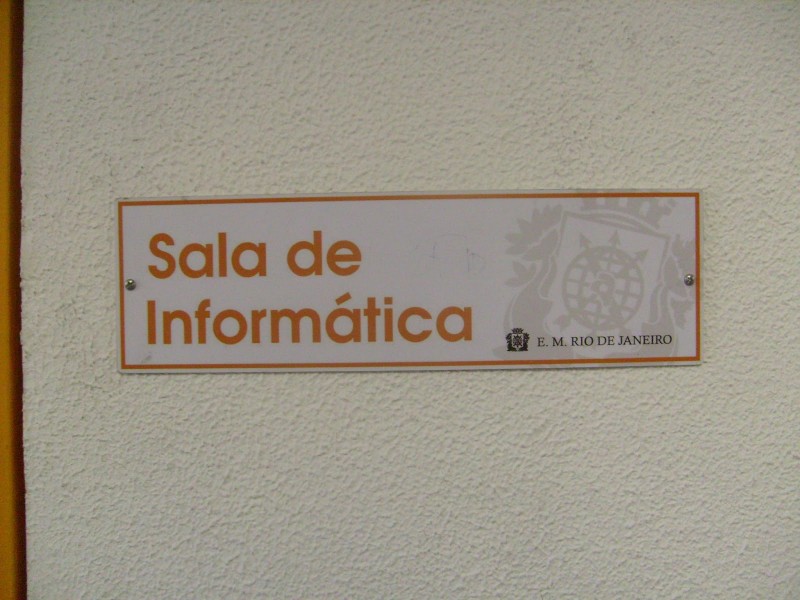 Sala de
Informática
E. M. RIO DE JANEIRO